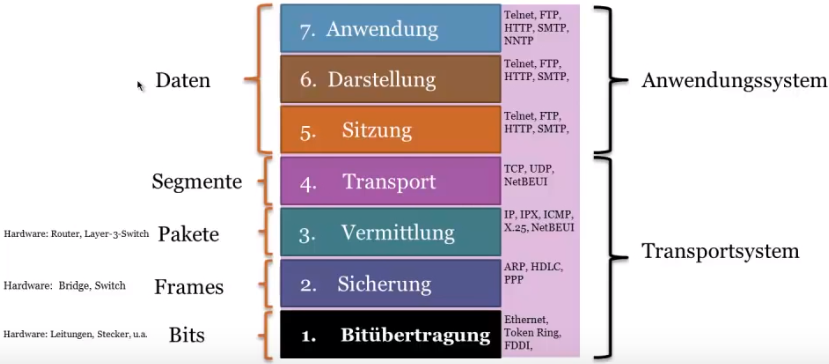 7. Anwendung
Telnet, FTP,
HTTP, SMTP,
NNTP
Daten
6. Darstellung
Telnet, FTP,
HTTP, SMTP,
Anwendungssystem
5. Sitzung
Telnet, FTP,
HTTP, SMTP,
Segmente
4. Transport
TCP, UDP,
NetBEUI
Hardware: Router, Layer-3-Switch
Pakete
3. Vermittlung
IP, IPX, ICMP,
X.25, NetBEUI
Transportsystem
Hardware: Bridge, Switch
Frames
2. Sicherung
ARP, HDLC,
PPP
Hardware: Leitungen, Stecker, u.a.
Bits
1. Bitübertragung
Ethernet,
Token Ring,
FDDI,